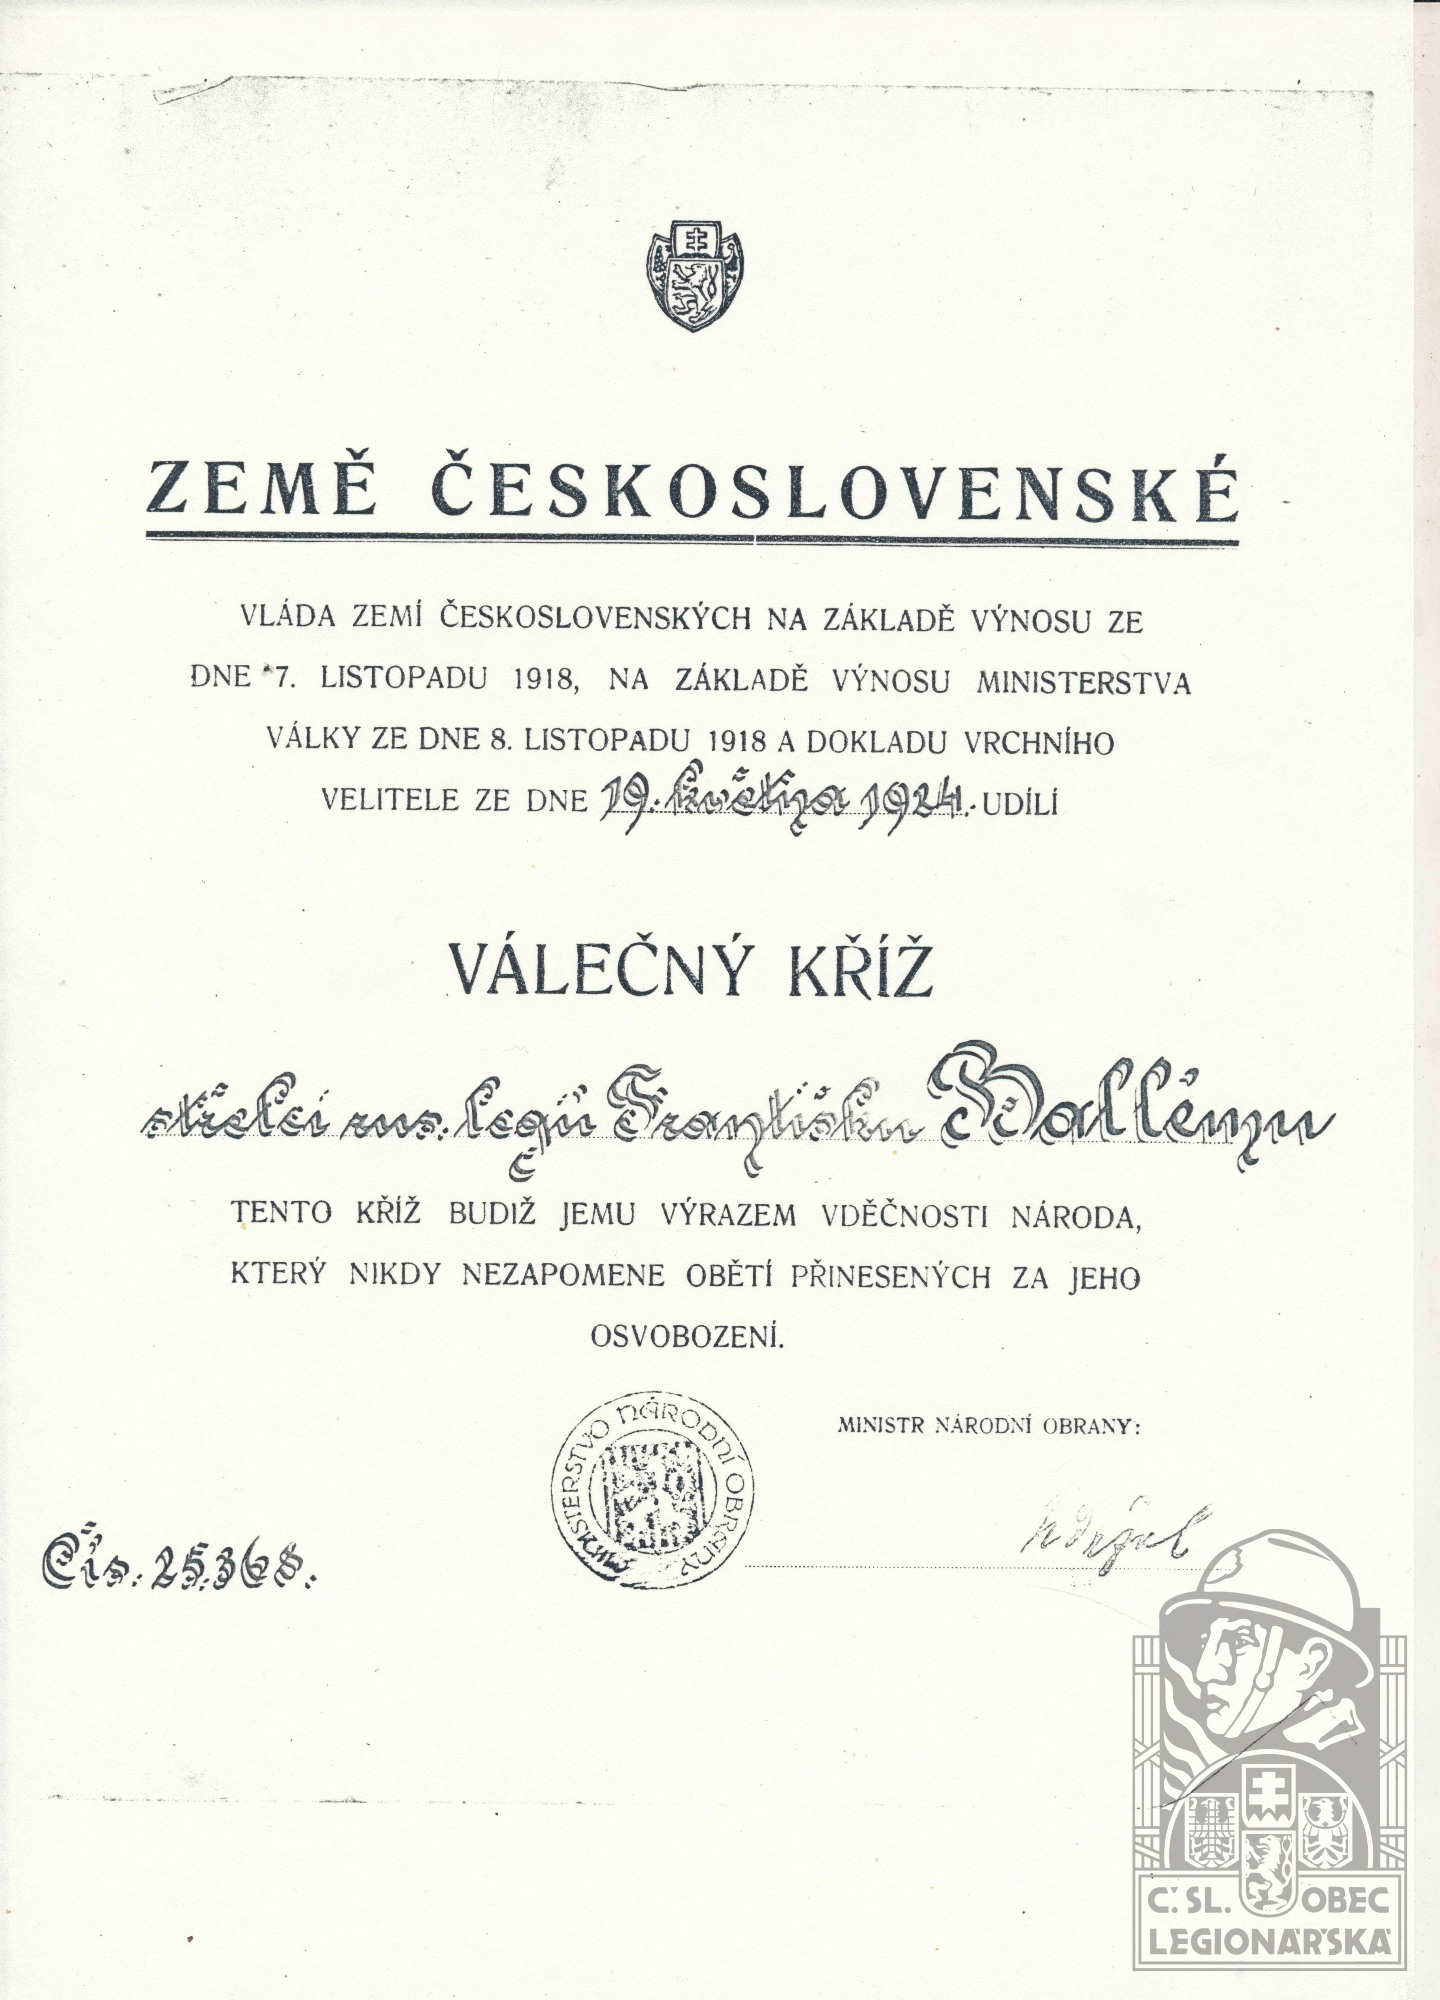 ZEMĚ ČESKOSLOVENSKÉ
VLÁDA ZEMÍ ČESKOSLOVENSKÝCH NA ZÁKLADĚ VÝNOSU ZE
DNE 7. LISTOPADU 1918, NA ZÁKLADĚ VÝNOSU MINISTERSTVA
VÁLKY ZE DNE 8. LISTOPADU 1918 A DOKLADU VRCHNÍHO
VELITELE ZE DNE 19. května 1924. UDÍLÍ
VÁLEČNÝ KŘÍŽ
střelci rus. legií Františku Ballému
TENTO KŘÍŽ BUDIŽ JEMU VÝRAZEM VDĚČNOSTI NÁRODA,
KTERÝ NIKDY NEZAPOMENE OBĚTÍ PŘINESENÝCH ZA JEHO
OSVOBOZENÍ.
MINISTERSTVO NÁRODNÍ OBRANY
MINISTR NÁRODNÍ OBRANY:
Čís. 25.368.
Č. SL. OBEC
LEGIONÁŘSKÁ